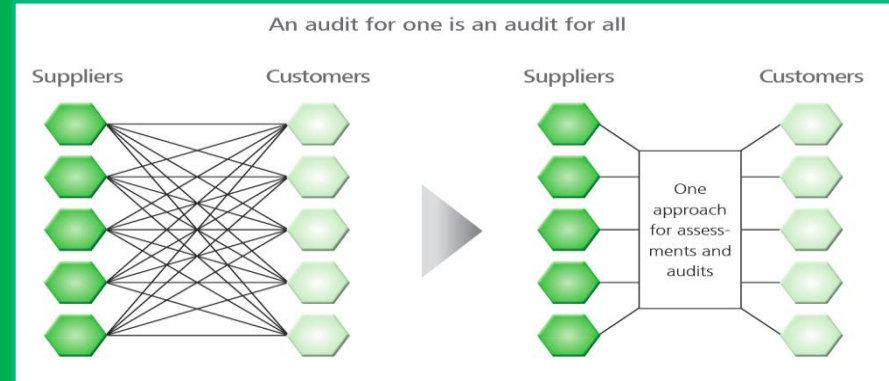 An audit for one is an audit for all
Suppliers
Customers
Suppliers
Customers
One
approach
for assess-
ments and
audits